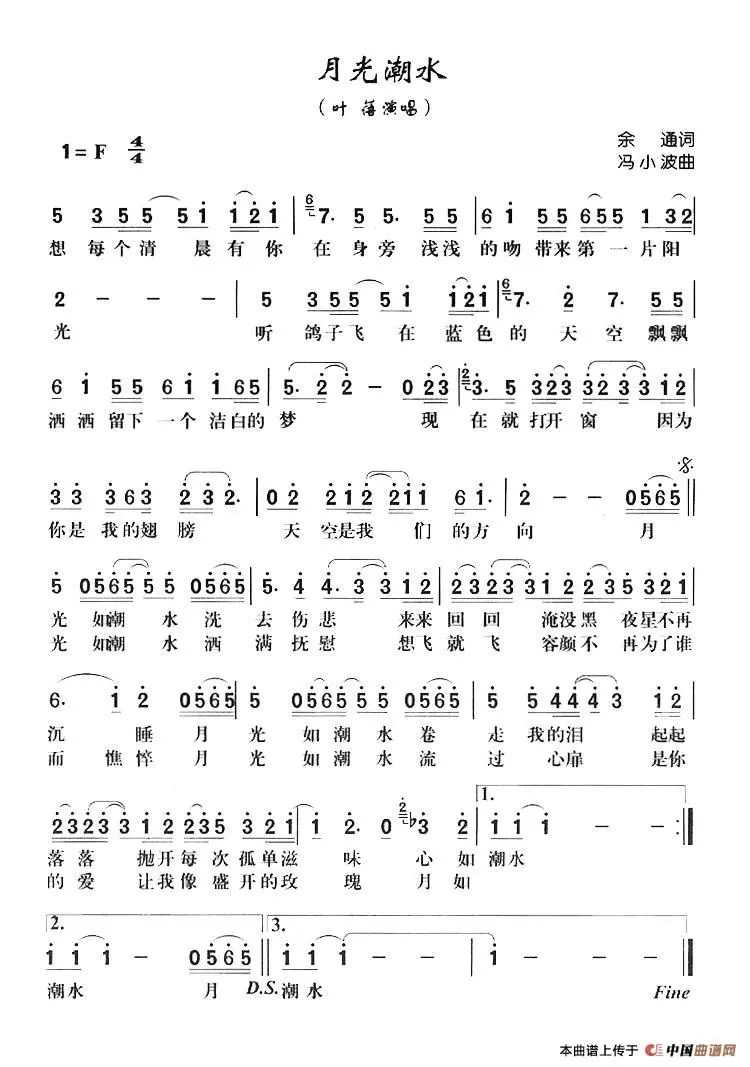 月光潮水
(叶 蓓演唱)
1=F 4/4
余 通词
冯小波曲
5 3 5 5 5 5 1 1 2 1 | 6 7. 5. 5 5 | 6 1 5 5 6 5 5 1 3 2 |
想 每 个 清 晨 有 你 在 身 旁 浅 浅 的 吻 带 来 第 一 片 阳
2 - - - | 5 3 5 5 5 5 1 1 2 1 | 6 7. 2 7. 5 5 |
光 听 鸽 子 飞 在 蓝 色 的 天 空 飘飘
6 1 5 5 6 1 6 5 | 5. 2 2 - 0 2 3 | 2 3. 5. 3 2 3 3 2 3 3 1 2 |
洒 洒 留下 一个 洁白的 梦 现 在 就 打开 窗 因为
3 3 3 6 3 2 3 2. | 0 2 2 1 2 2 1 1 6 1. | 2 - - 0 5 6 5 ||
你是 我的翅 膀 天 空是我 们 的方 向 月
5 0 5 6 5 5 5 0 5 6 5 | 5. 4 4. 3 3 1 2 | 2 3 2 3 3 1 2 2 3 5 3 2 1 |
光 如潮 水 洗 去 伤 悲 来来 回 回 淹没黑 夜星不再
光 如潮 水 洒 满 抚 慰 想飞 就 飞 容颜不 再为了谁
6. 1 2 0 5 6 5 | 5 0 5 6 5 5 5 0 5 6 5 | 5 5 5 4 4 4 3 1 2 |
沉 睡 月 光 如潮 水 卷 走 我的泪 起起
而 憔 悴 月 光 如潮 水 流 过 心扉 是你
2 3 2 3 3 1 2 2 3 5 3 2 1 | 1 2. 0 2 ♭3 2 | 1. 1 1 1 - - :||
落 落 抛开每 次 孤单滋 味 心 如 潮水
的 爱 让我像 盛 开的玫 瑰 月 如
2. 3.
1 1 1 - 0 5 6 5 || 1 1 1 - - | 1 - - - ||
潮水 月 D.S. 潮 水 Fine
本曲谱上传于 中国曲谱网